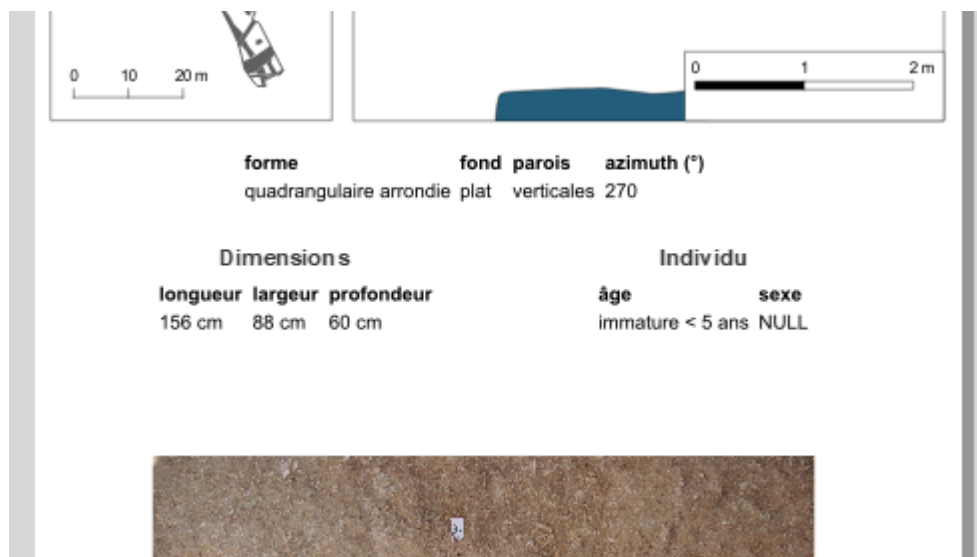 0 10 20 m
0 1 2 m
forme fond parois azimuth (°)
quadrangulaire arrondie plat verticales 270
Dimensions Individu
longueur largeur profondeur âge sexe
156 cm 88 cm 60 cm immature < 5 ans NULL